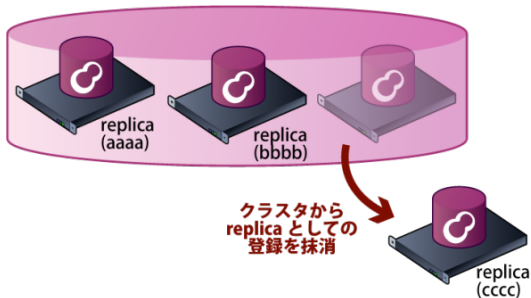 replica
(aaaa)
replica
(bbbb)
クラスタから
replica としての
登録を抹消
replica
(cccc)